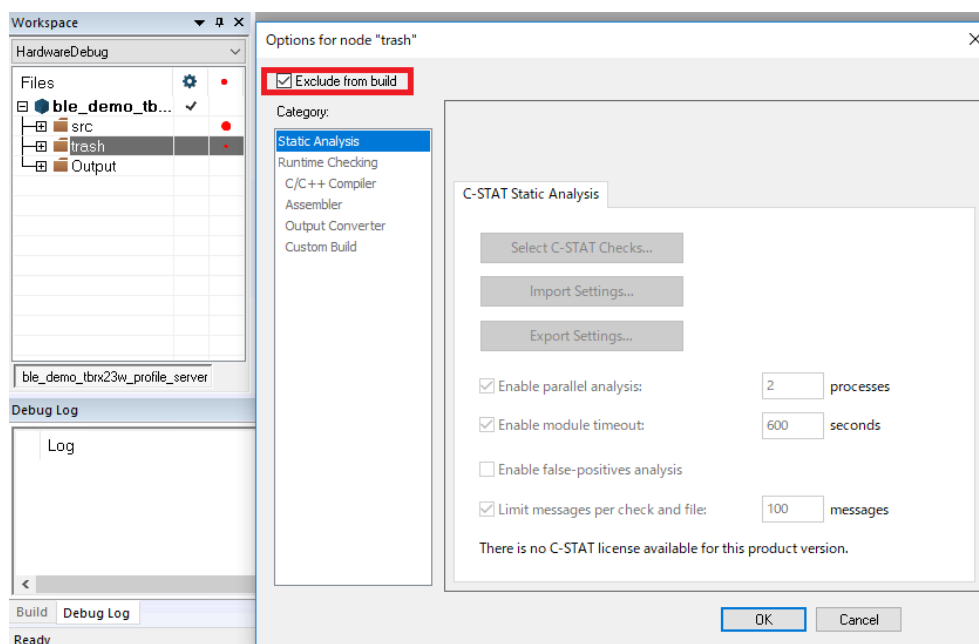 Workspace
HardwareDebug
Files
ble_demo_tb...
src
trash
Output
ble_demo_tbrx23w_profile_server
Debug Log
Log
Build
Debug Log
Ready
Options for node "trash"
Exclude from build
Category:
Static Analysis
Runtime Checking
C/C++ Compiler
Assembler
Output Converter
Custom Build
C-STAT Static Analysis
Select C-STAT Checks...
Import Settings...
Export Settings...
Enable parallel analysis: 2 processes
Enable module timeout: 600 seconds
Enable false-positives analysis
Limit messages per check and file: 100 messages
There is no C-STAT license available for this product version.
OK
Cancel